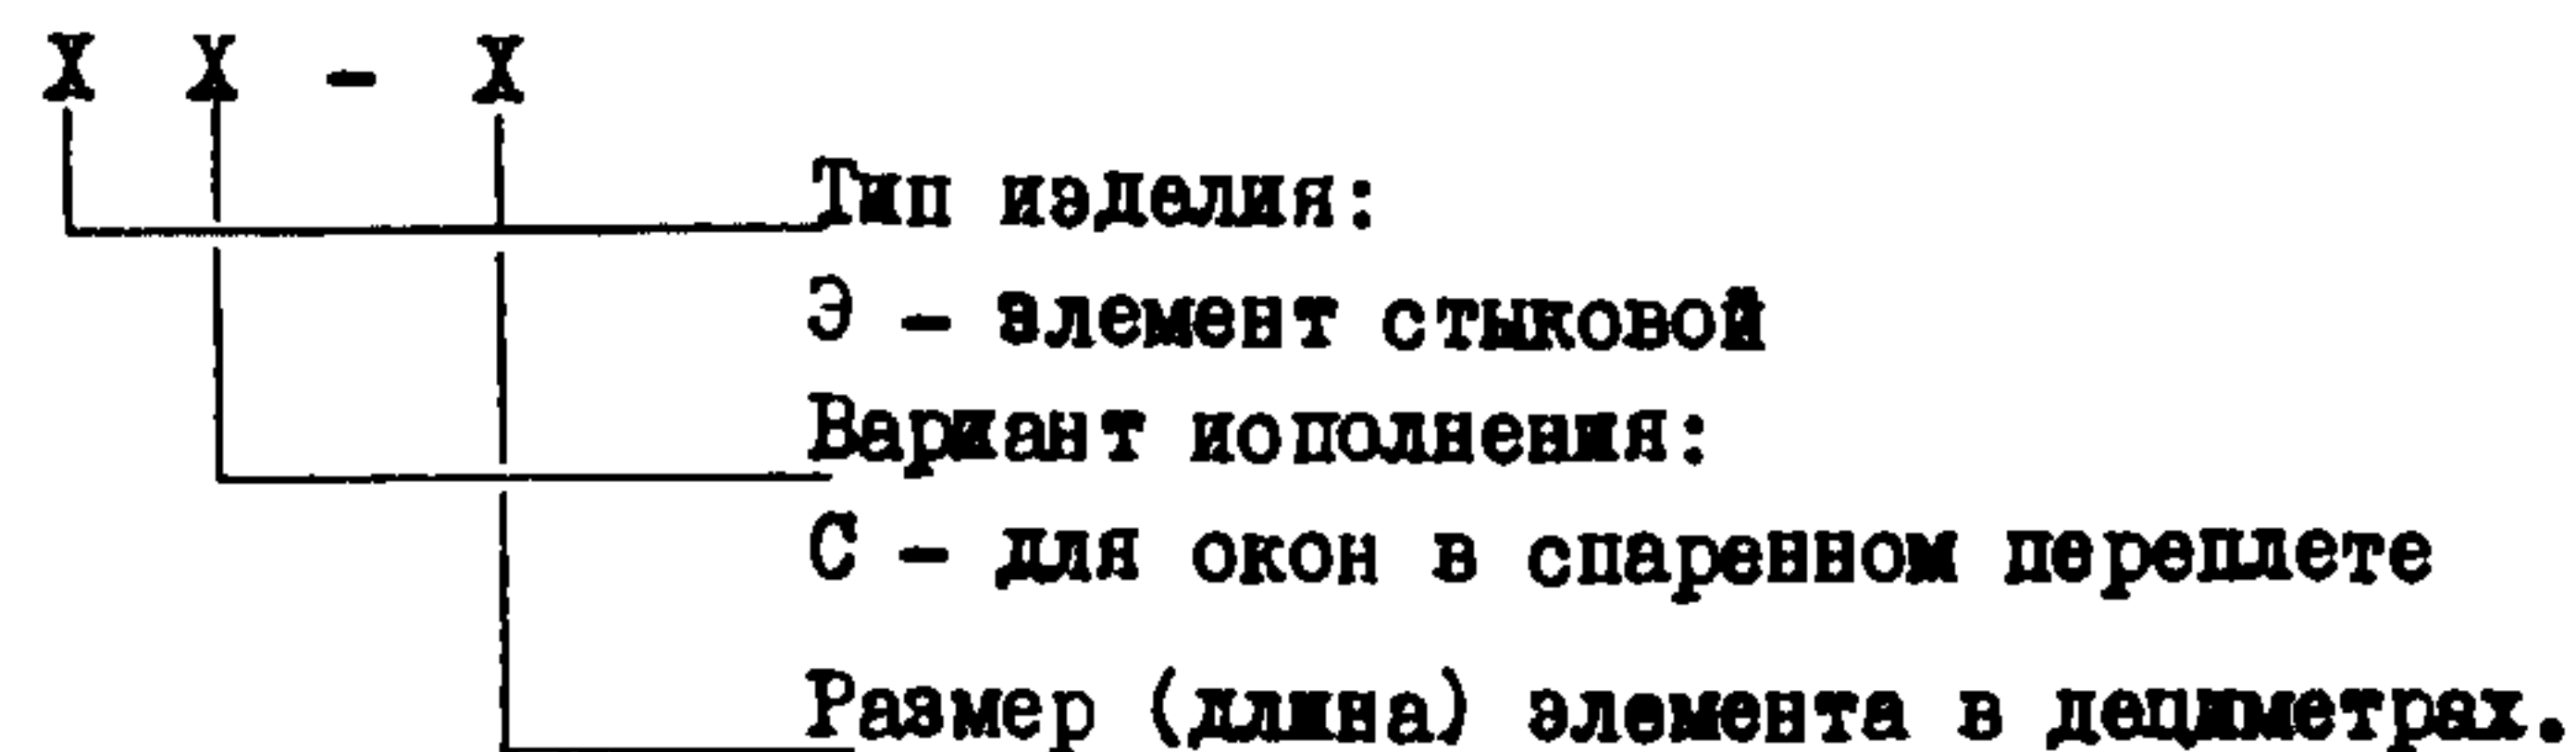 Х Х - Х
Тип изделия:
Э - элемент стыковой
Вариант исполнения:
С - для окон в спаренном переплете
Размер (длина) элемента в дециметрах.